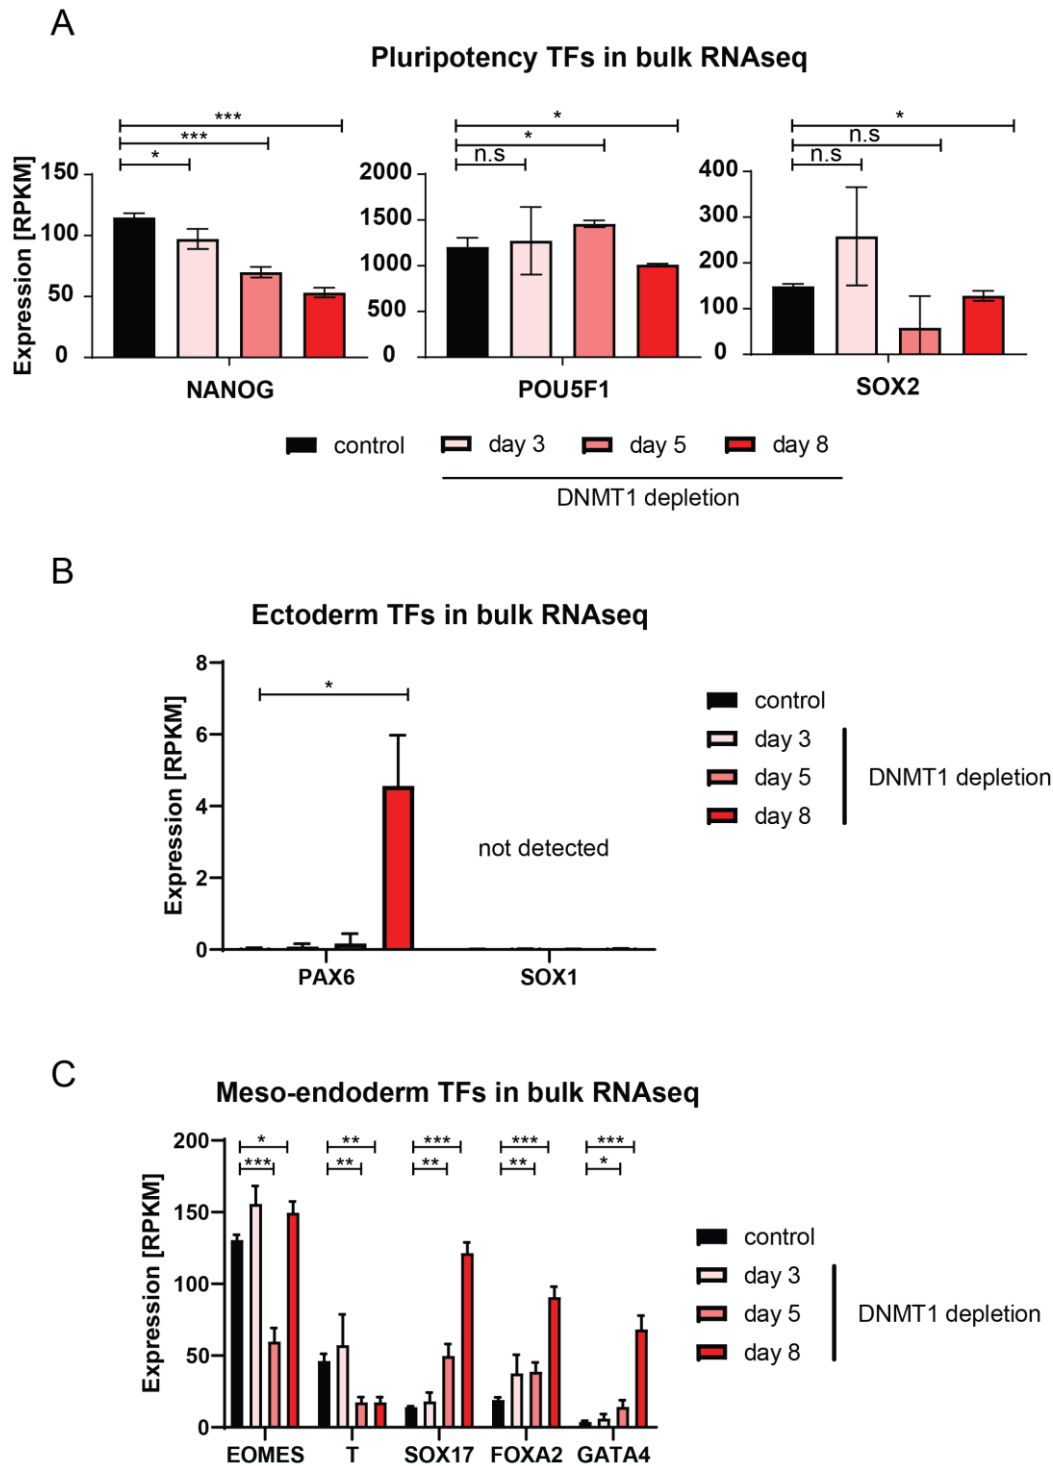 A
Pluripotency TFs in bulk RNAseq
*** * *
*** * n.s
* n.s n.s
Expression [RPKM]
150
100
50
0
NANOG
2000
1500
1000
500
0
POU5F1
400
300
200
100
0
SOX2
control day 3 day 5 day 8
DNMT1 depletion
B
Ectoderm TFs in bulk RNAseq
*
Expression [RPKM]
8
6
4
2
0
not detected
PAX6 SOX1
control
day 3
day 5
day 8
DNMT1 depletion
C
Meso-endoderm TFs in bulk RNAseq
* ** *** *** ***
*** ** ** ** *
Expression [RPKM]
200
150
100
50
0
EOMES T SOX17 FOXA2 GATA4
control
day 3
day 5
day 8
DNMT1 depletion